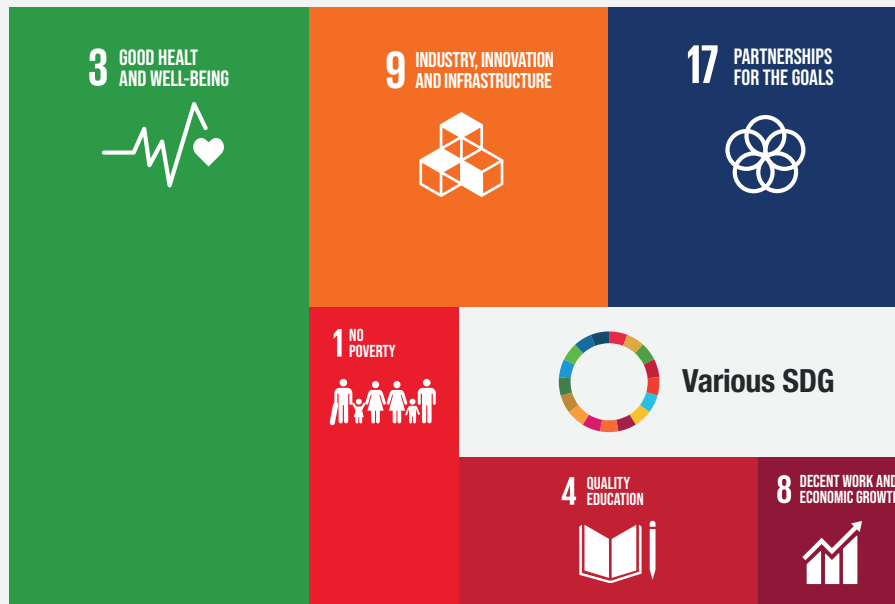 3 GOOD HEALT
AND WELL-BEING
9 INDUSTRY, INNOVATION
AND INFRASTRUCTURE
17 PARTNERSHIPS
FOR THE GOALS
1 NO
POVERTY
Various SDG
4 QUALITY
EDUCATION
8 DECENT WORK AND
ECONOMIC GROWTH